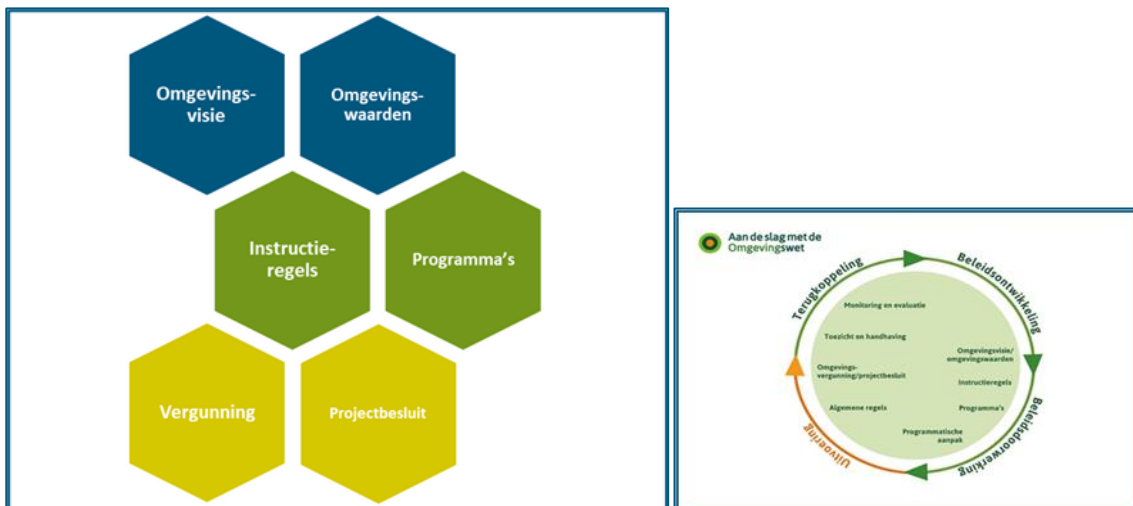 Omgevings-
visie
Omgevings-
waarden
Instructie-
regels
Programma's
Vergunning
Projectbesluit
Aan de slag met de
Omgevingswet
Terugkoppeling
Beleidsontwikkeling
Beleidsdoorwerking
Uitvoering
Monitoring en evaluatie
Toezicht en handhaving
Omgevings-
vergunning/projectbesluit
Algemene regels
Omgevingsvisie/
omgevingswaarden
Instructieregels
Programma's
Programmatische
aanpak